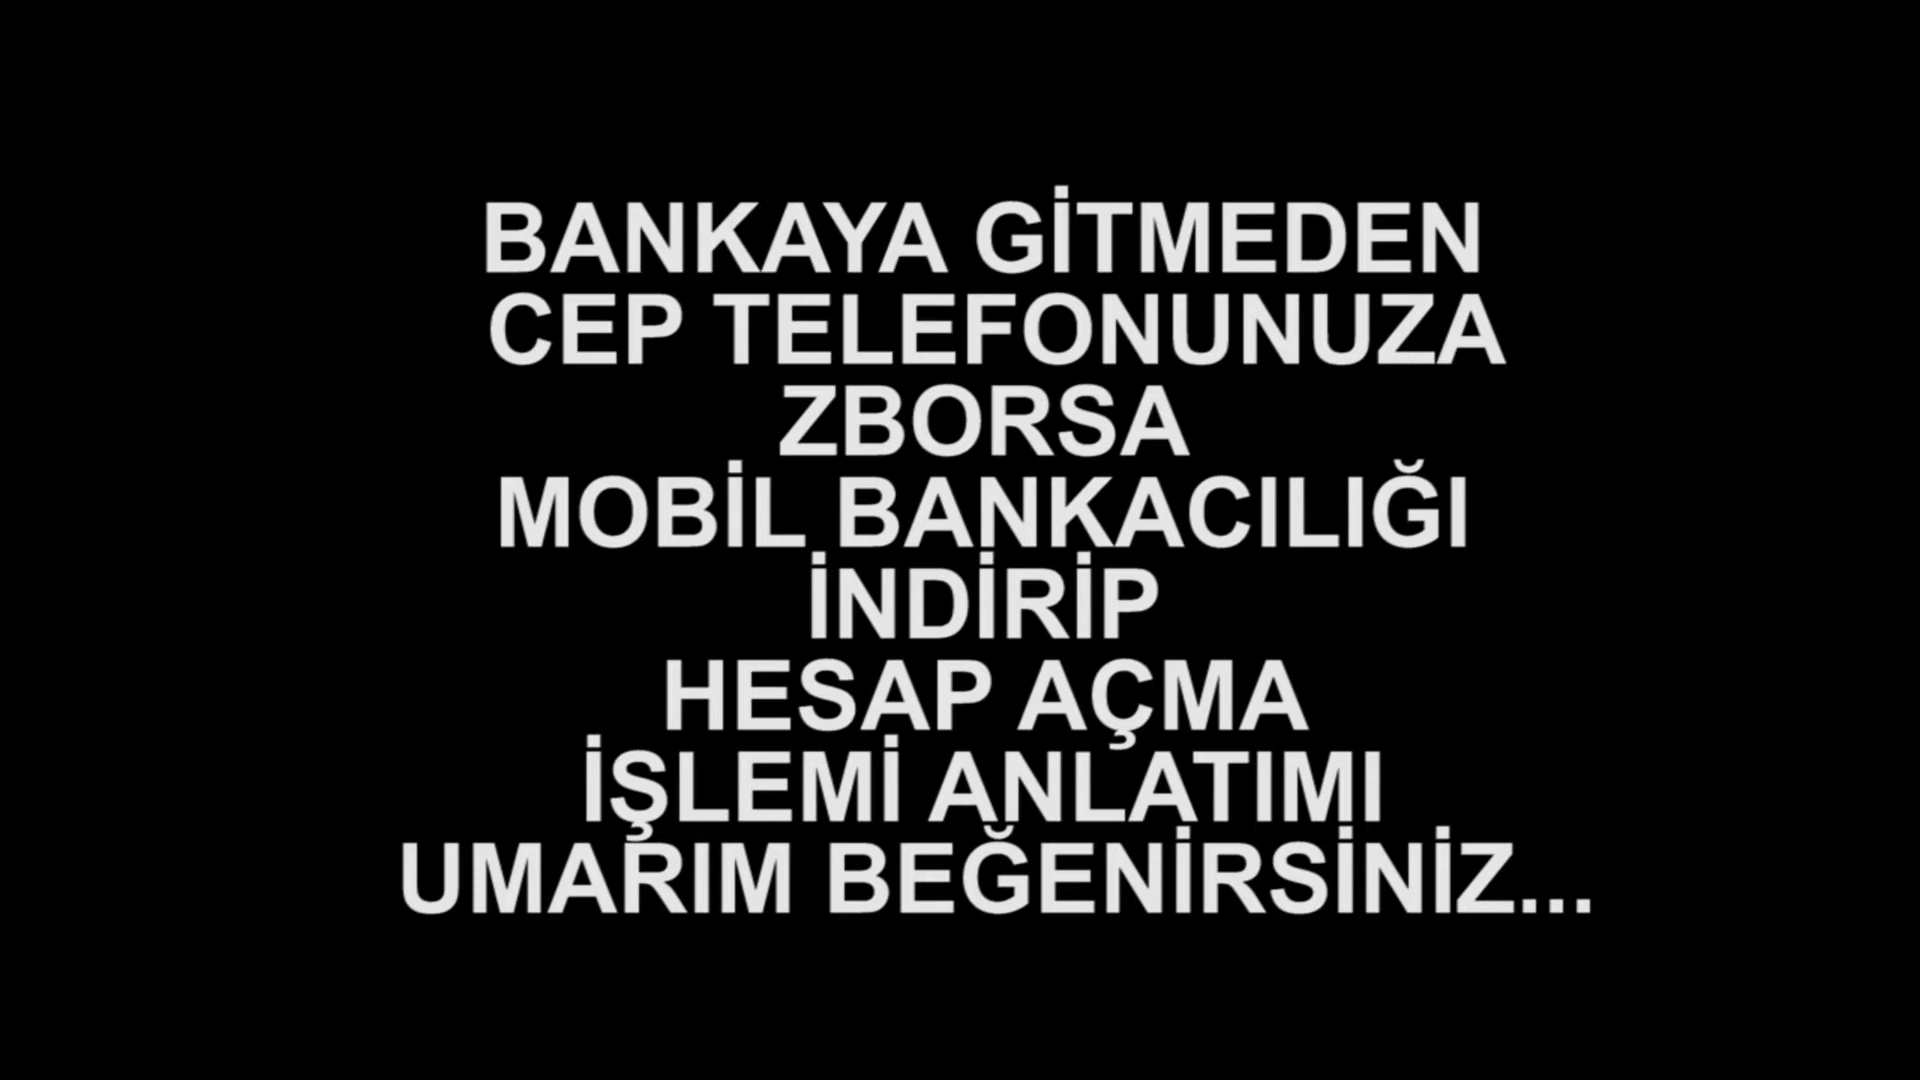 BANKAYA GİTMEDEN
CEP TELEFONUNUZA
ZBORSA
MOBİL BANKACILIĞI
İNDİRİP
HESAP AÇMA
İŞLEMİ ANLATIMI
UMARIM BEĞENİRSİNİZ...